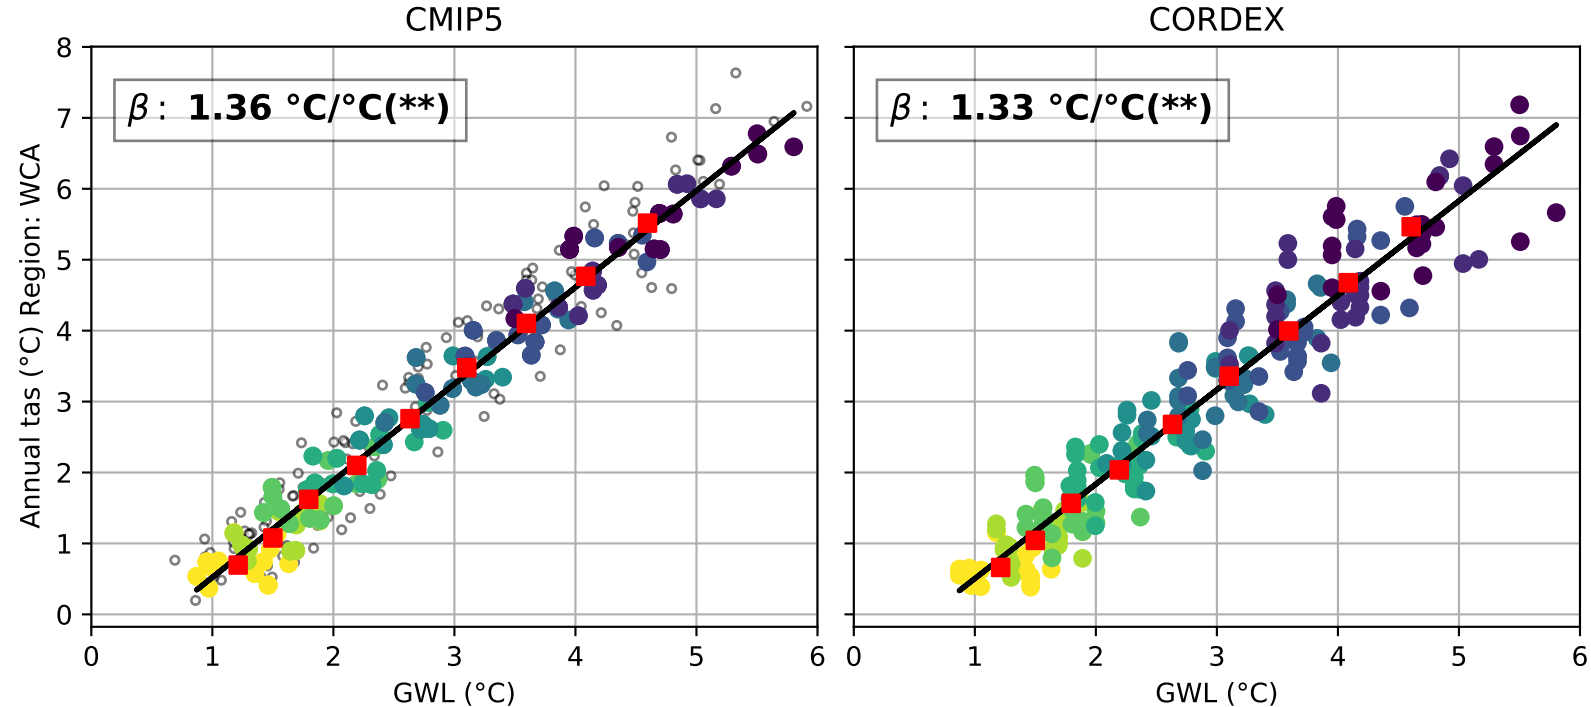 CMIP5
CORDEX
β : 1.36 °C/°C(**)
β : 1.33 °C/°C(**)
Annual tas (°C) Region: WCA
8
7
6
5
4
3
2
1
0
0 1 2 3 4 5 6
0 1 2 3 4 5 6
GWL (°C)
GWL (°C)